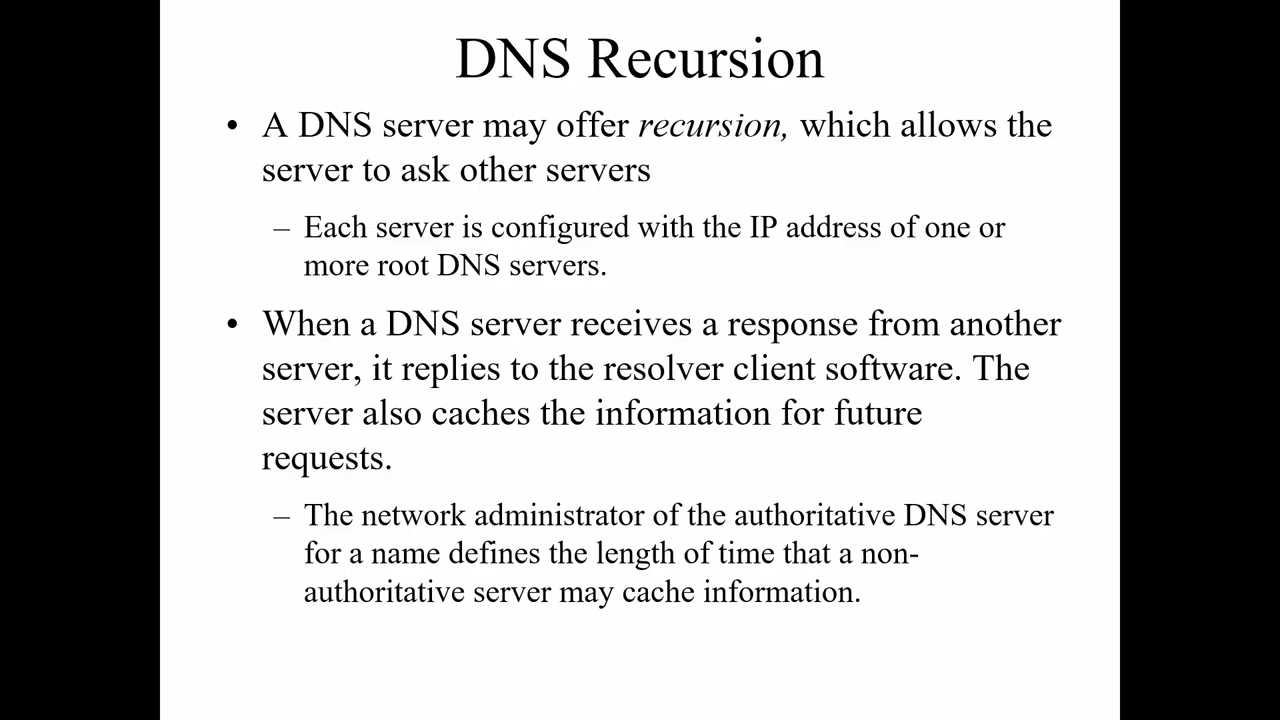 DNS Recursion
• A DNS server may offer recursion, which allows the
server to ask other servers
– Each server is configured with the IP address of one or
more root DNS servers.
• When a DNS server receives a response from another
server, it replies to the resolver client software. The
server also caches the information for future
requests.
– The network administrator of the authoritative DNS server
for a name defines the length of time that a non-
authoritative server may cache information.